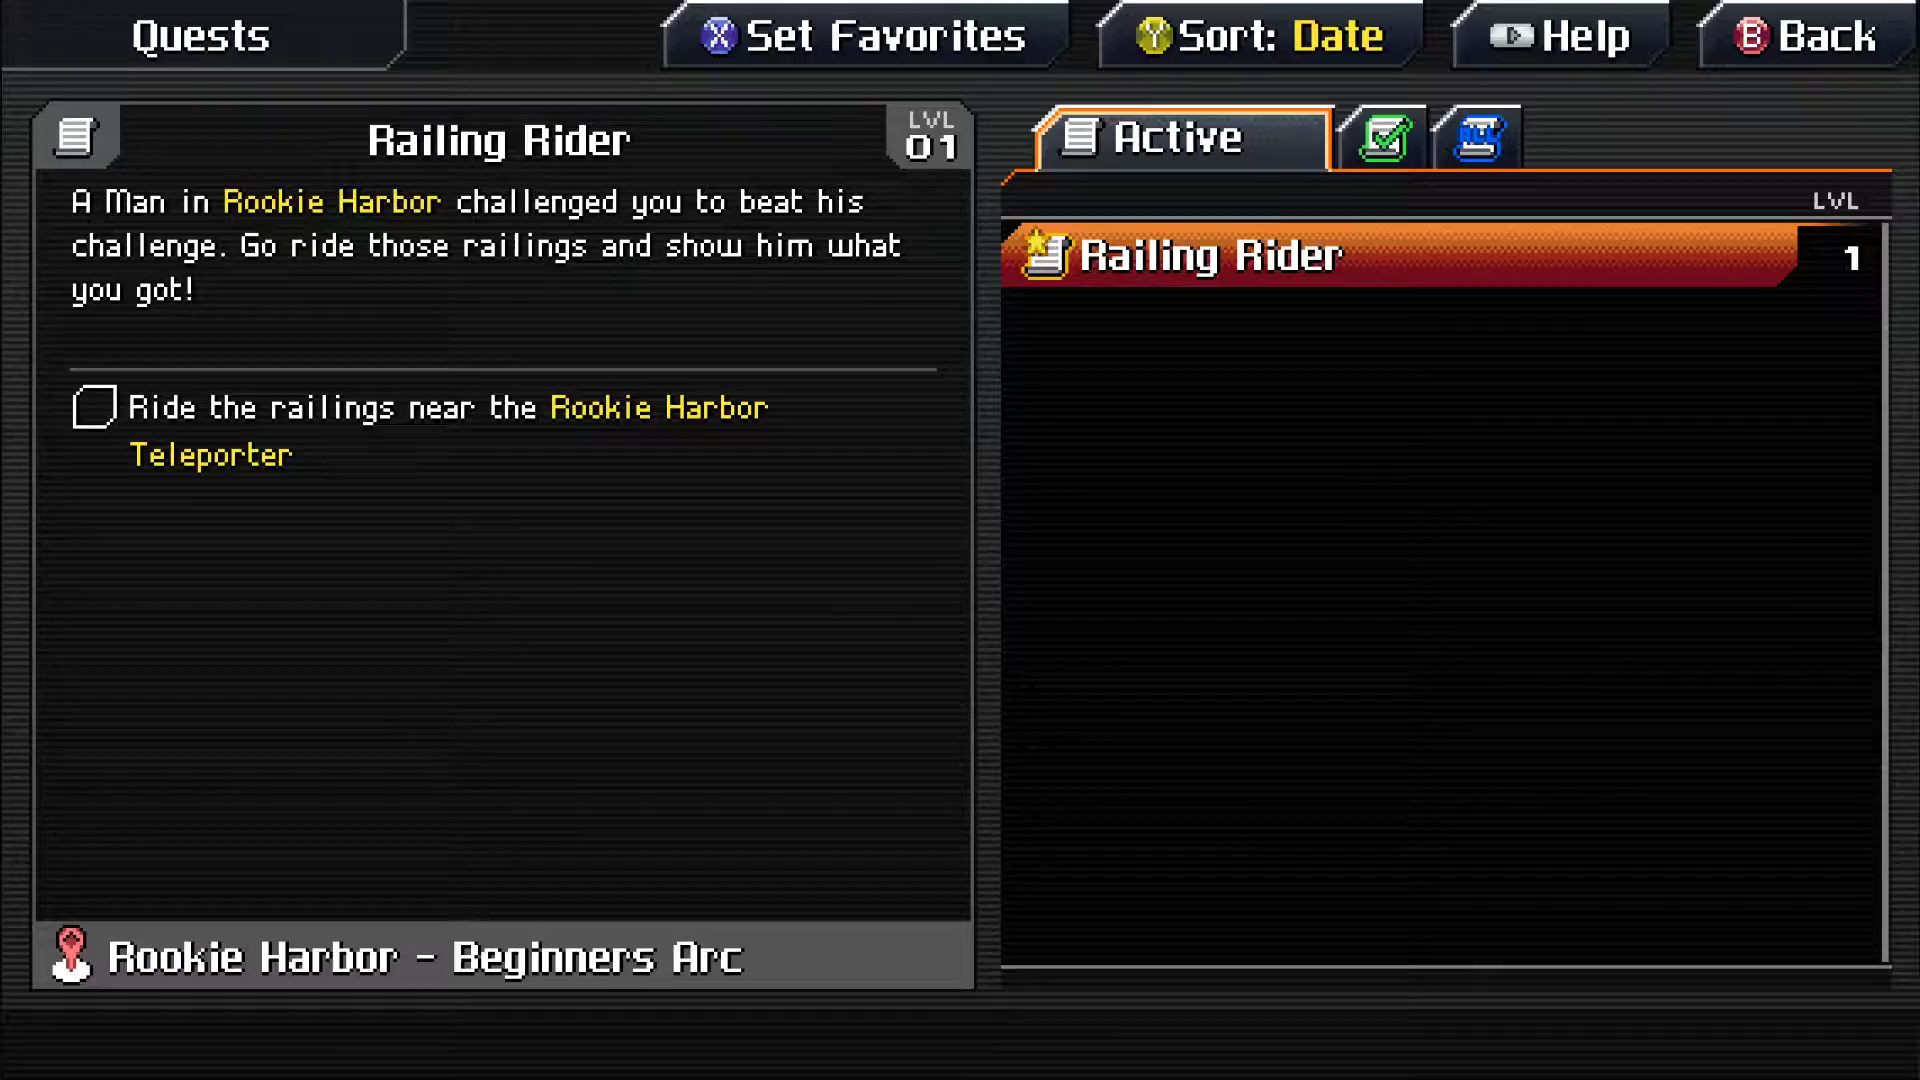 Quests
X Set Favorites
Y Sort: Date
Help
B Back
Railing Rider
LVL
01
A Man in Rookie Harbor challenged you to beat his
challenge. Go ride those railings and show him what
you got!
Ride the railings near the Rookie Harbor
Teleporter
Rookie Harbor - Beginners Arc
Active
ALL
LVL
Railing Rider
1